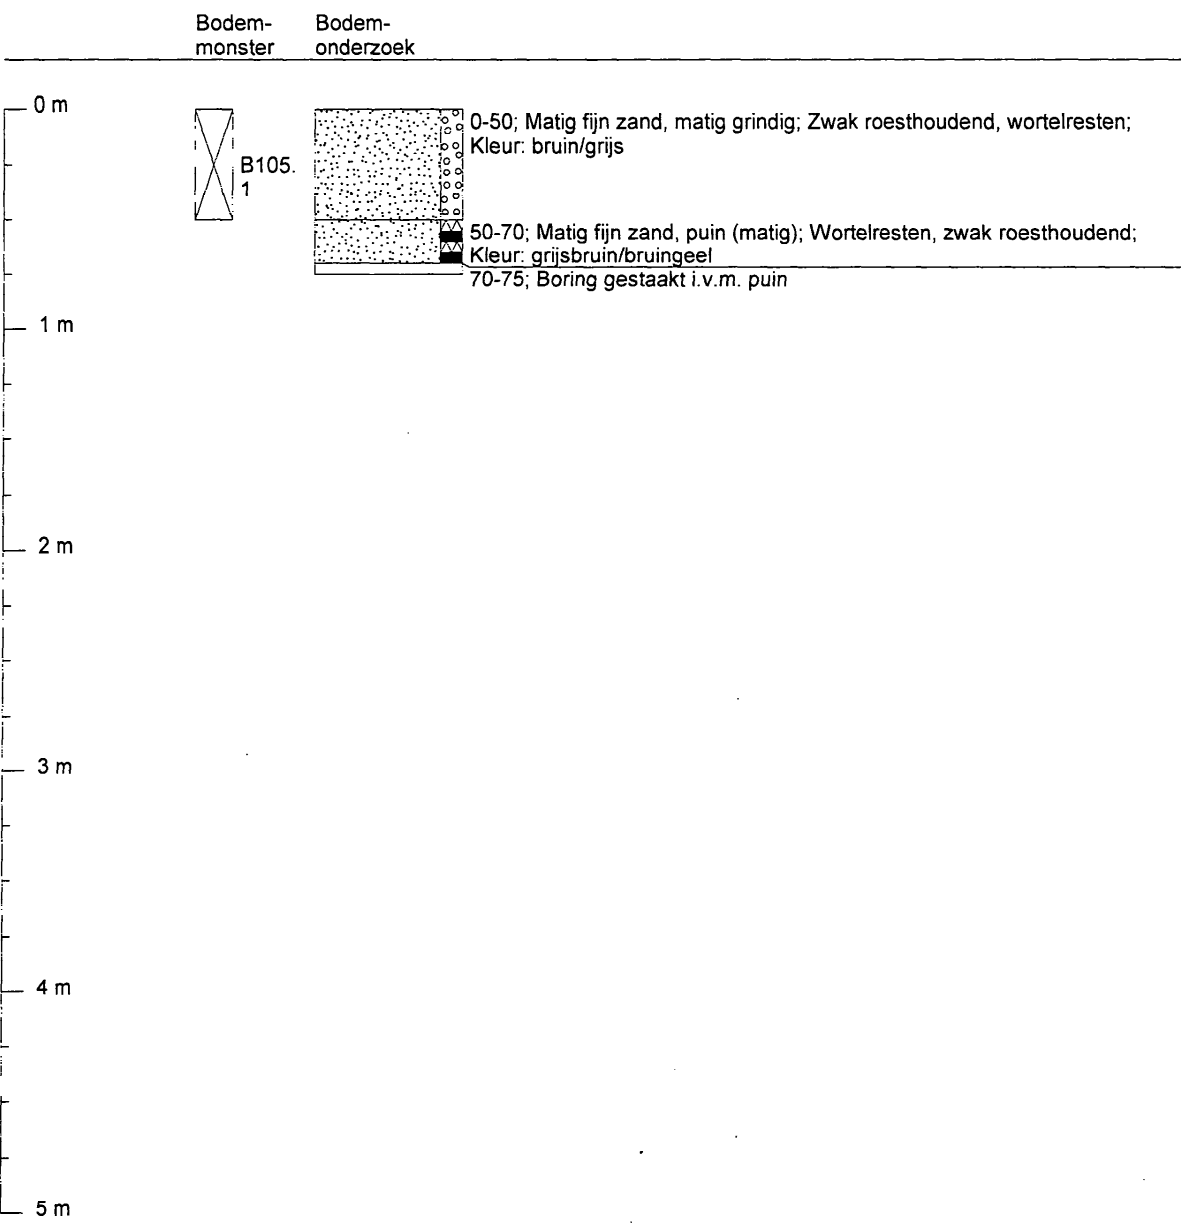 Bodem-
monster
Bodem-
onderzoek
0 m
B105.
1
0-50; Matig fijn zand, matig grindig; Zwak roesthoudend, wortelresten;
Kleur: bruin/grijs
50-70; Matig fijn zand, puin (matig); Wortelresten, zwak roesthoudend;
Kleur: grijsbruin/bruingeel
70-75; Boring gestaakt i.v.m. puin
1 m
2 m
3 m
4 m
5 m